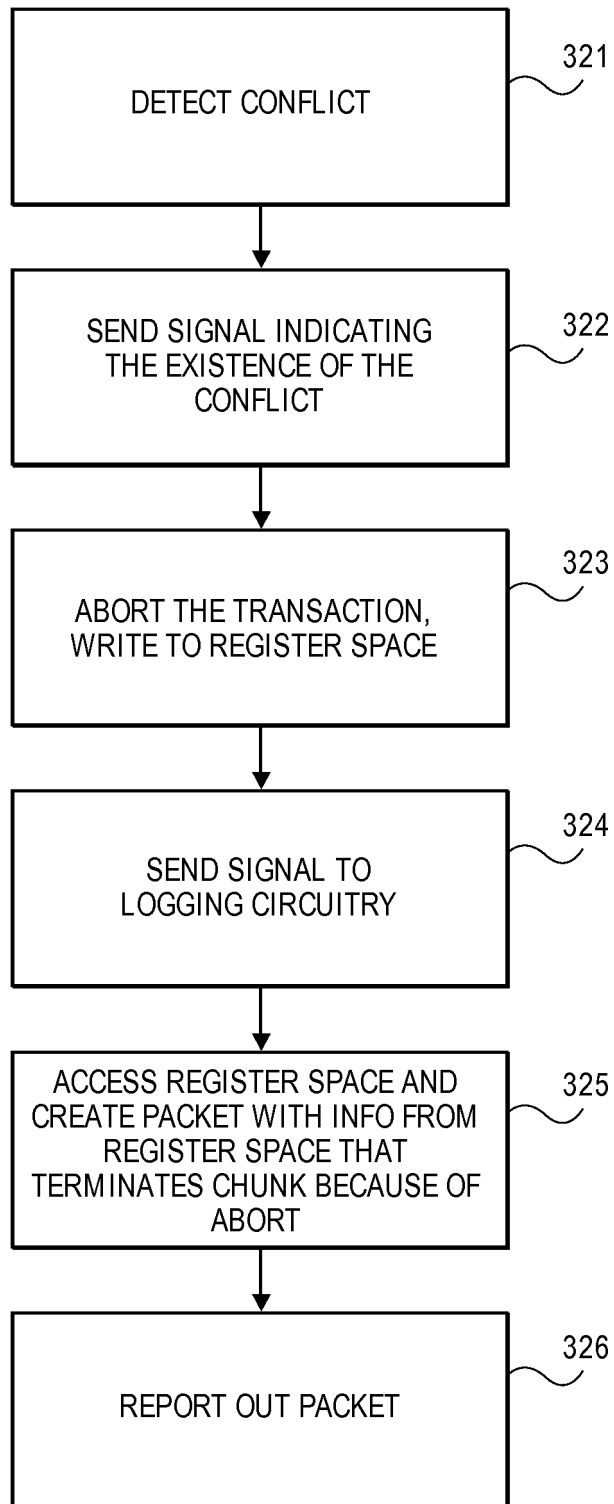 321
DETECT CONFLICT
322
SEND SIGNAL INDICATING
THE EXISTENCE OF THE
CONFLICT
323
ABORT THE TRANSACTION,
WRITE TO REGISTER SPACE
324
SEND SIGNAL TO
LOGGING CIRCUITRY
325
ACCESS REGISTER SPACE AND
CREATE PACKET WITH INFO FROM
REGISTER SPACE THAT
TERMINATES CHUNK BECAUSE OF
ABORT
326
REPORT OUT PACKET